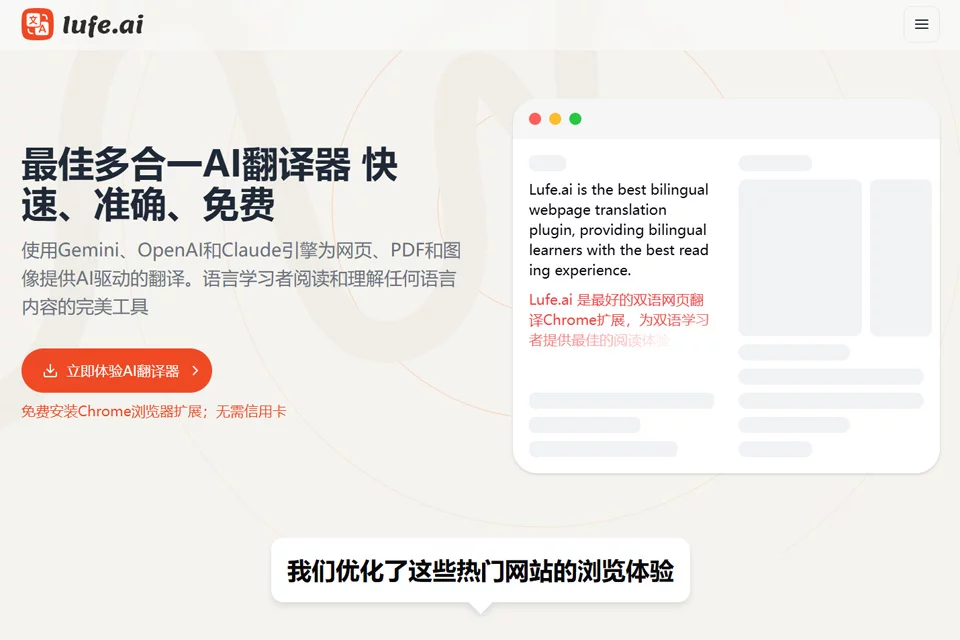 lufe.ai
最佳多合一AI翻译器 快
速、准确、免费
使用Gemini、OpenAI和Claude引擎为网页、PDF和图
像提供AI驱动的翻译。语言学习者阅读和理解任何语言
内容的完美工具
立即体验AI翻译器
免费安装Chrome浏览器扩展；无需信用卡
Lufe.ai is the best bilingual
webpage translation
plugin, providing bilingual
learners with the best read
ing experience.
Lufe.ai 是最好的双语网页翻
译Chrome扩展，为双语学习
者提供最佳的阅读体验
我们优化了这些热门网站的浏览体验